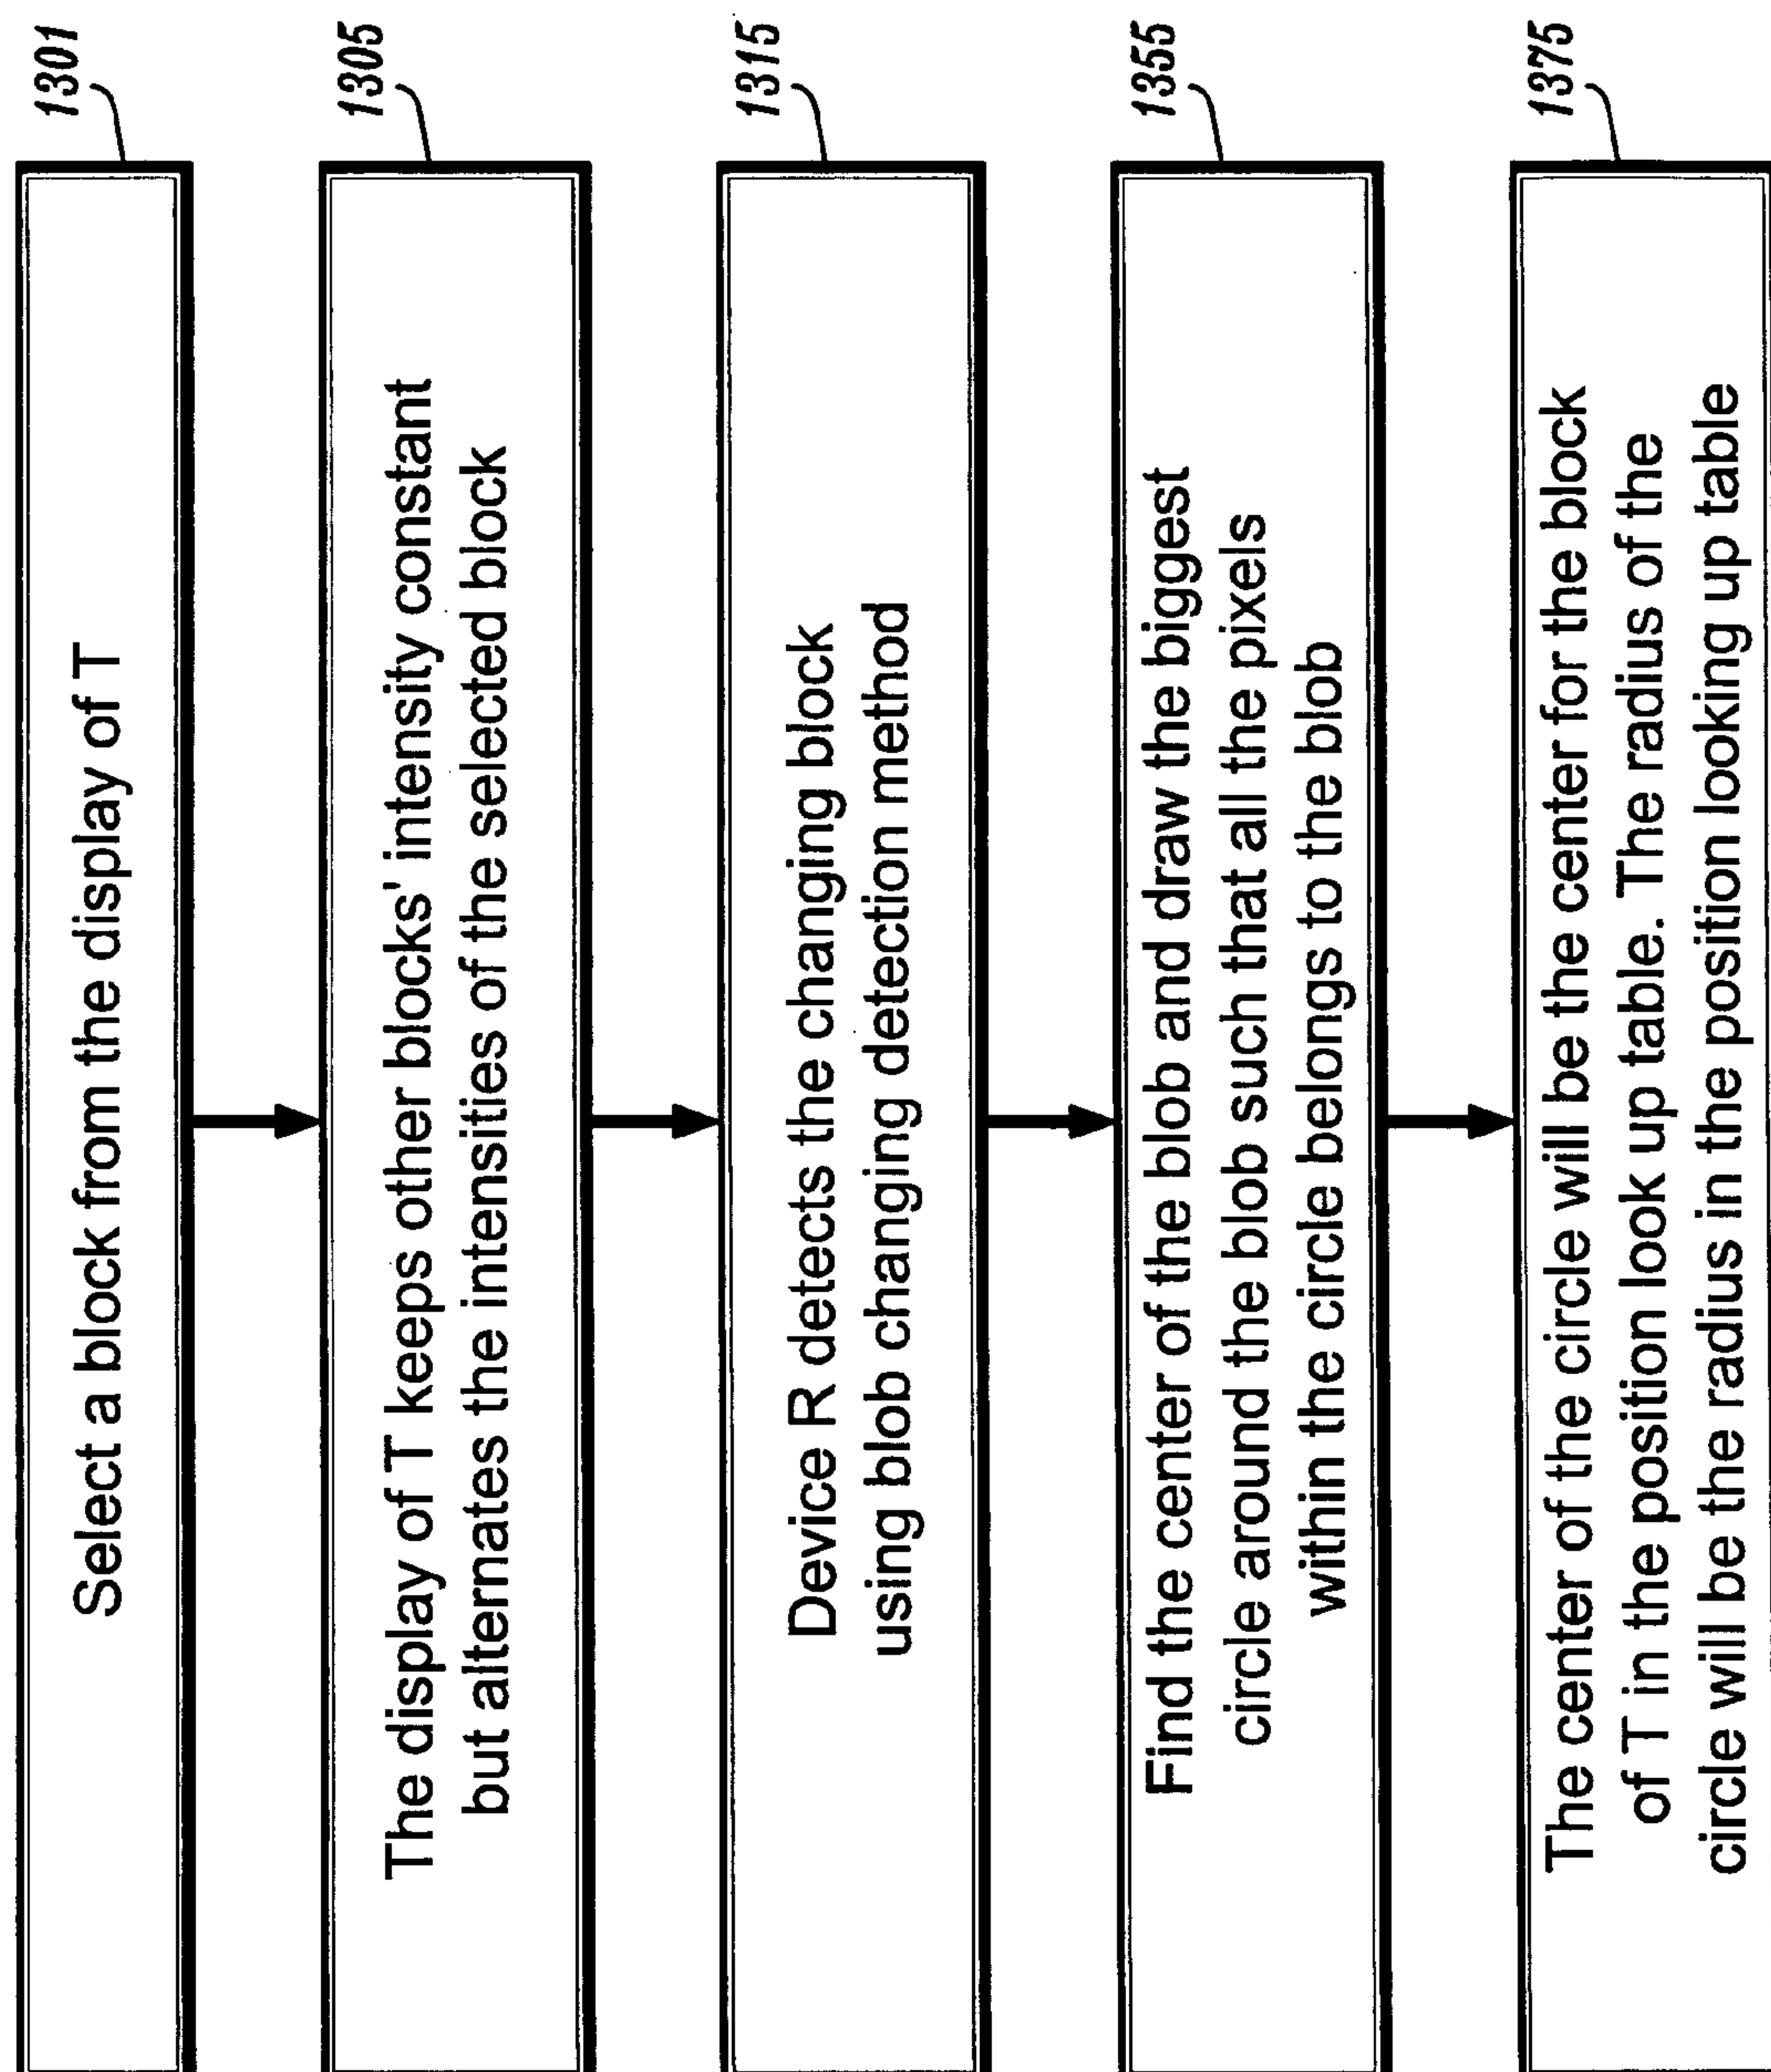 1301
Select a block from the display of T
1305
The display of T keeps other blocks' intensity constant
but alternates the intensities of the selected block
1315
Device R detects the changing block
using blob changing detection method
1355
Find the center of the blob and draw the biggest
circle around the blob such that all the pixels
within the circle belongs to the blob
1375
The center of the circle will be the center for the block
of T in the position look up table. The radius of the
circle will be the radius in the position looking up table